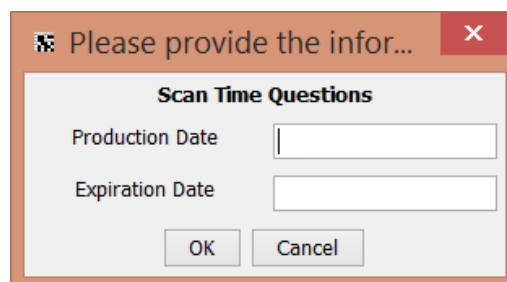 Please provide the infor...
Scan Time Questions
Production Date
Expiration Date
OK Cancel